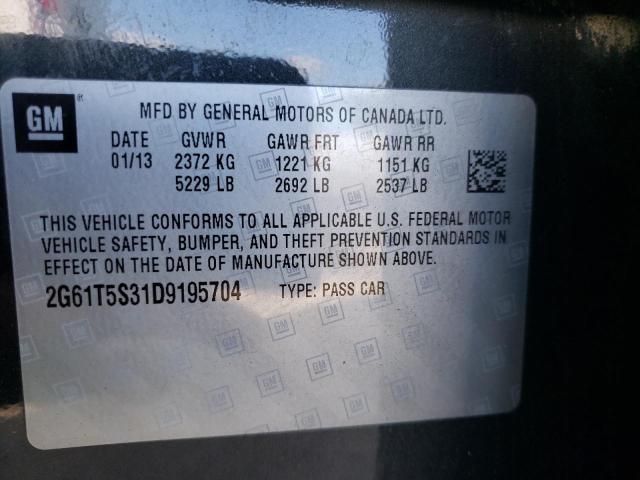 GM ®
MFD BY GENERAL MOTORS OF CANADA LTD.
DATE GVWR GAWR FRT GAWR RR
01/13 2372 KG 1221 KG 1151 KG
5229 LB 2692 LB 2537 LB
THIS VEHICLE CONFORMS TO ALL APPLICABLE U.S. FEDERAL MOTOR
VEHICLE SAFETY, BUMPER, AND THEFT PREVENTION STANDARDS IN
EFFECT ON THE DATE OF MANUFACTURE SHOWN ABOVE.
2G61T5S31D9195704 TYPE: PASS CAR